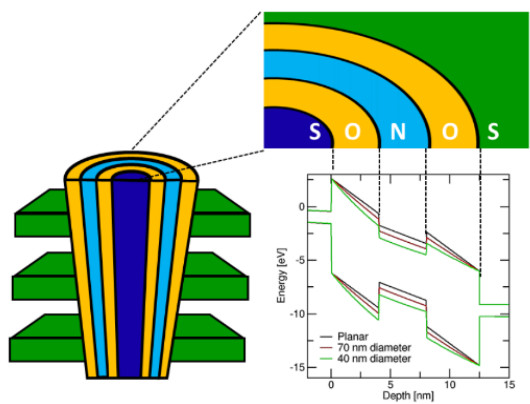 S O N O S
0
-5
-10
-15
Energy [eV]
Planar
70 nm diameter
40 nm diameter
0 5 10 15
Depth [nm]